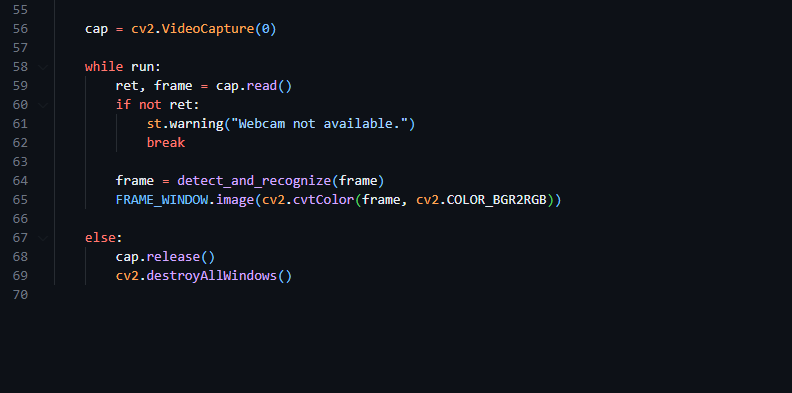 55
56 cap = cv2.VideoCapture(0)
57
58 while run:
59 ret, frame = cap.read()
60 if not ret:
61 st.warning("Webcam not available.")
62 break
63
64 frame = detect_and_recognize(frame)
65 FRAME_WINDOW.image(cv2.cvtColor(frame, cv2.COLOR_BGR2RGB))
66
67 else:
68 cap.release()
69 cv2.destroyAllWindows()
70